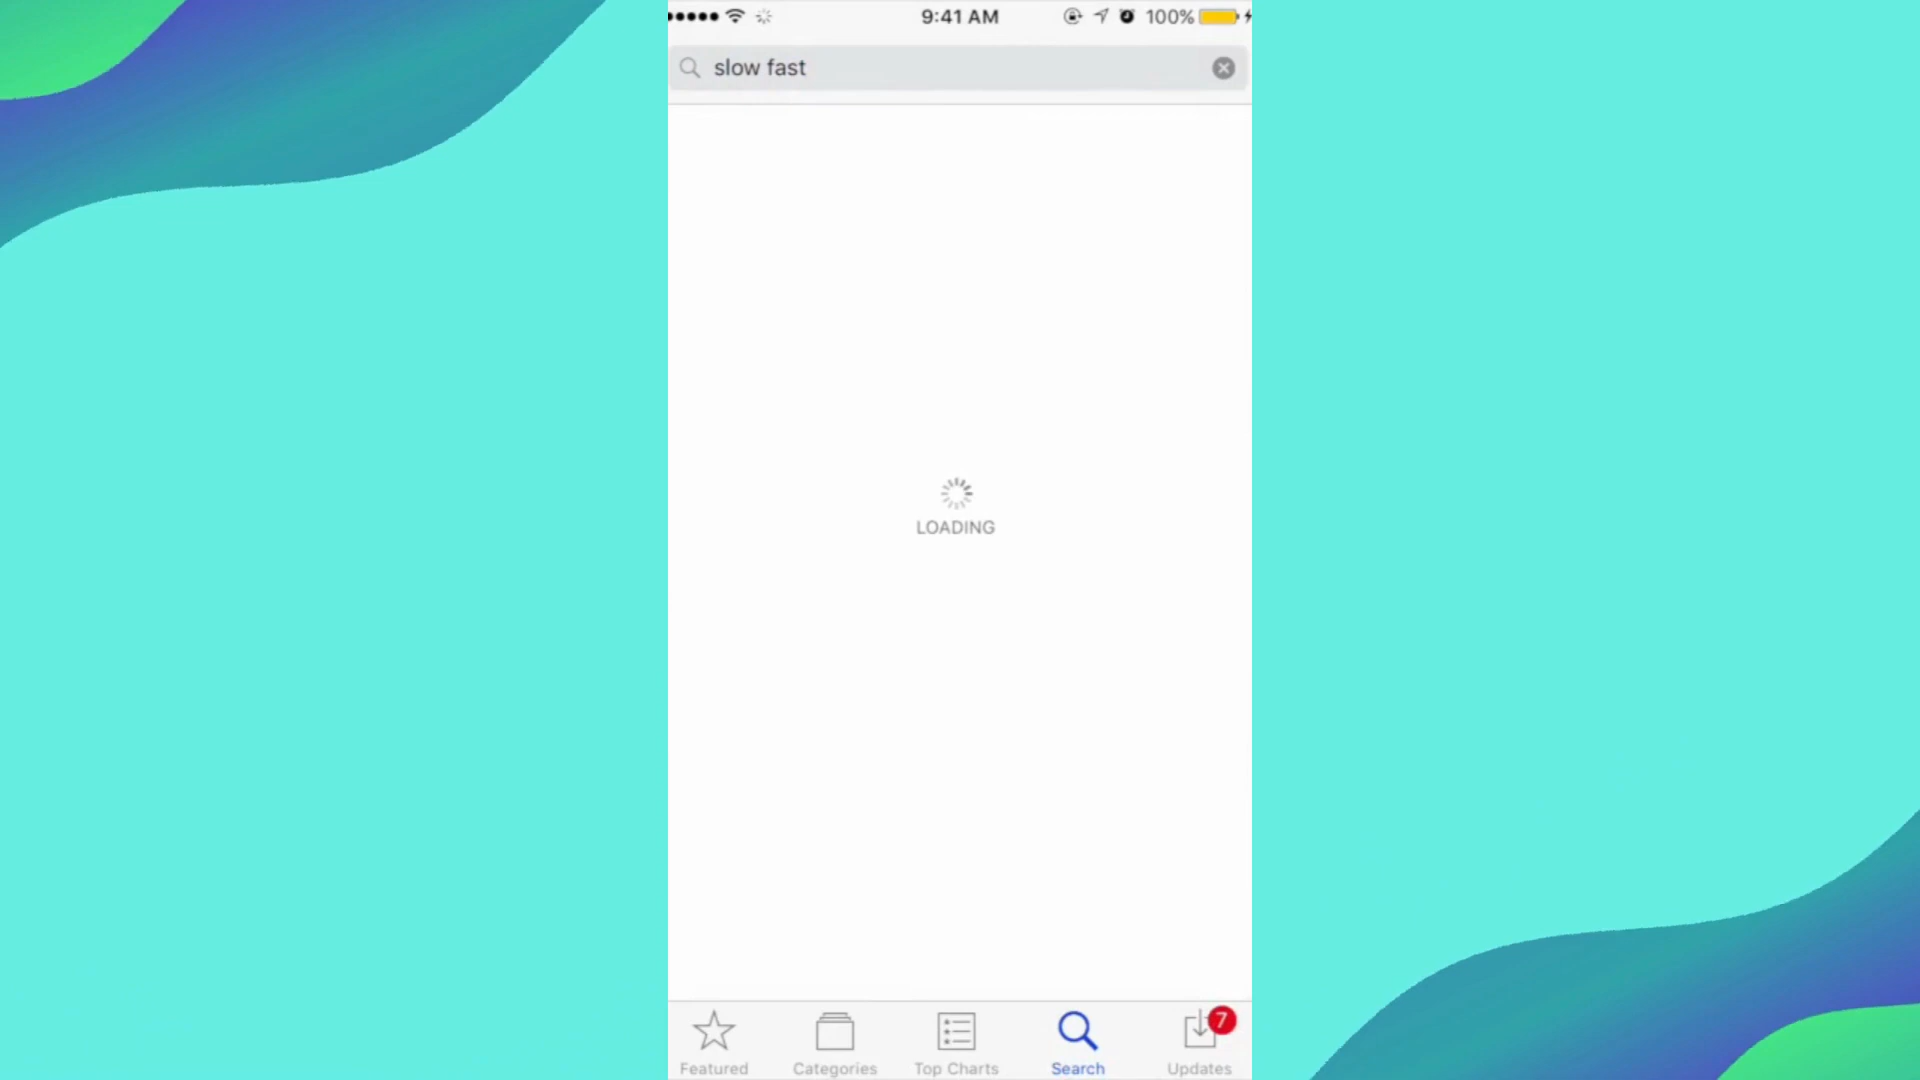 9:41 AM 100%
slow fast
LOADING
7
Featured Categories Top Charts Search Updates